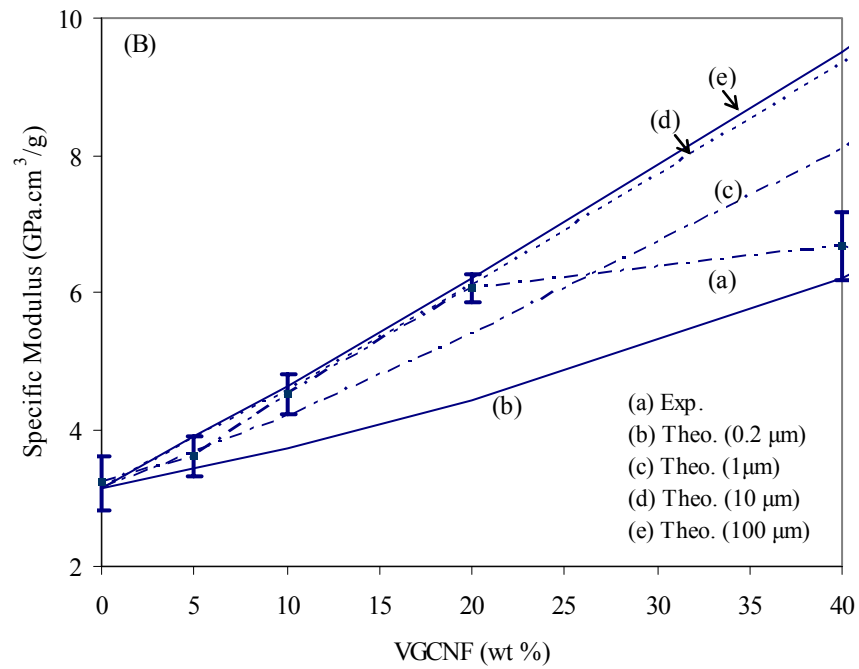 (B)
10
8
6
4
2
Specific Modulus (GPa.cm³/g)
(e)
(d)
(c)
(a)
(b)
(a) Exp.
(b) Theo. (0.2 μm)
(c) Theo. (1μm)
(d) Theo. (10 μm)
(e) Theo. (100 μm)
0 5 10 15 20 25 30 35 40
VGCNF (wt %)